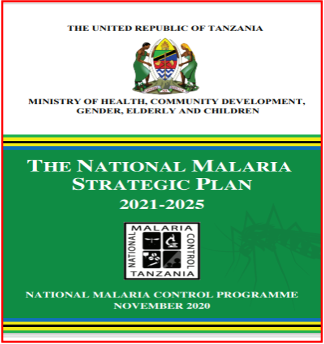 THE UNITED REPUBLIC OF TANZANIA
MINISTRY OF HEALTH, COMMUNITY DEVELOPMENT,
GENDER, ELDERLY AND CHILDREN
THE NATIONAL MALARIA
STRATEGIC PLAN
2021-2025
MALARIA
NATIONAL
CONTROL
TANZANIA
NATIONAL MALARIA CONTROL PROGRAMME
NOVEMBER 2020